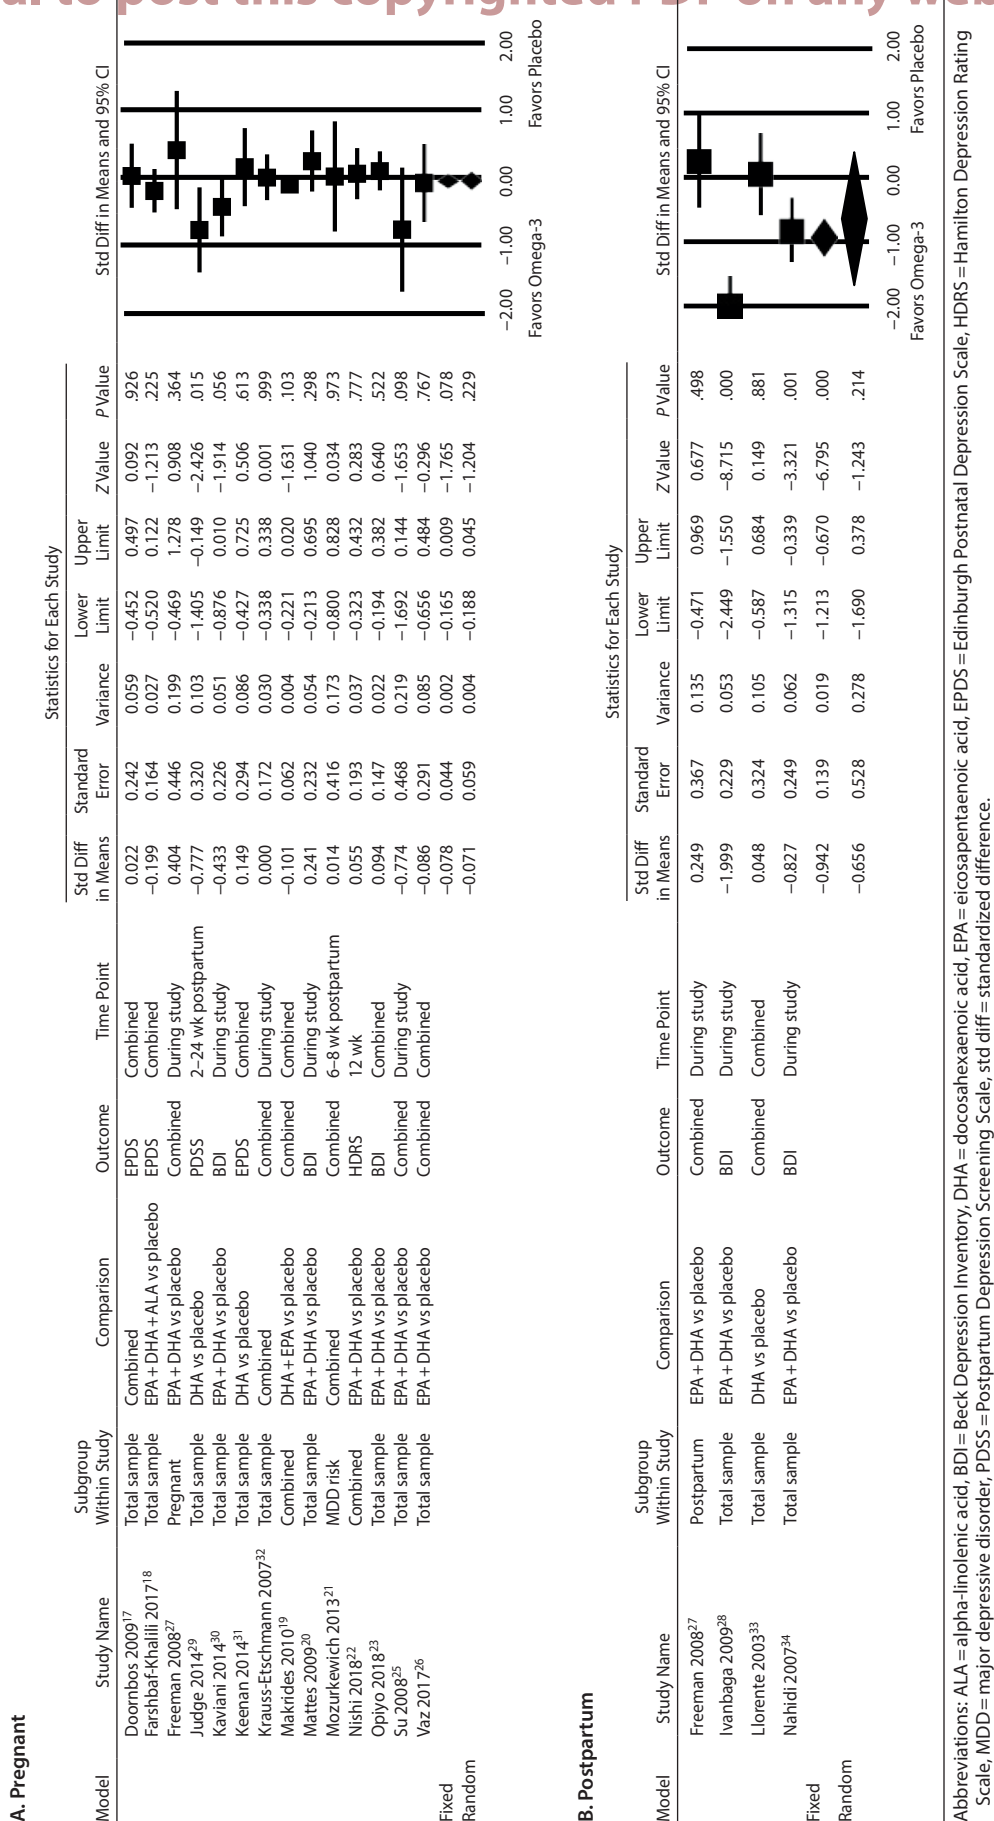 A. Pregnant
Statistics for Each Study
Model Study Name Subgroup Within Study Comparison Outcome Time Point Std Diff in Means Standard Error Variance Lower Limit Upper Limit Z Value P Value Std Diff in Means and 95% CI
Doornbos 2009¹⁷ Total sample Combined EPDS Combined 0.022 0.242 0.059 −0.452 0.497 0.092 .926
Farshbaf-Khalili 2017¹⁸ Total sample EPA + DHA + ALA vs placebo EPDS Combined −0.199 0.164 0.027 −0.520 0.122 −1.213 .225
Freeman 2008²⁷ Pregnant EPA + DHA vs placebo Combined During study 0.404 0.446 0.199 −0.469 1.278 0.908 .364
Judge 2014²⁹ Total sample DHA vs placebo PDSS 2–24 wk postpartum −0.777 0.320 0.103 −1.405 −0.149 −2.426 .015
Kaviani 2014³⁰ Total sample EPA + DHA vs placebo BDI During study −0.433 0.226 0.051 −0.876 0.010 −1.914 .056
Keenan 2014³¹ Total sample DHA vs placebo EPDS Combined 0.149 0.294 0.086 −0.427 0.725 0.506 .613
Krauss-Etschmann 2007³² Total sample Combined Combined During study 0.000 0.172 0.030 −0.338 0.338 0.001 .999
Makrides 2010¹⁹ Combined DHA + EPA vs placebo Combined Combined −0.101 0.062 0.004 −0.221 0.020 −1.631 .103
Mattes 2009²⁰ Total sample EPA + DHA vs placebo BDI During study 0.241 0.232 0.054 −0.213 0.695 1.040 .298
Mozurkewich 2013²¹ MDD risk Combined Combined 6–8 wk postpartum 0.014 0.416 0.173 −0.800 0.828 0.034 .973
Nishi 2018²² Combined EPA + DHA vs placebo HDRS 12 wk 0.055 0.193 0.037 −0.323 0.432 0.283 .777
Opiyo 2018²³ Total sample EPA + DHA vs placebo BDI Combined 0.094 0.147 0.022 −0.194 0.382 0.640 .522
Su 2008²⁵ Total sample EPA + DHA vs placebo Combined During study −0.774 0.468 0.219 −1.692 0.144 −1.653 .098
Vaz 2017²⁶ Total sample EPA + DHA vs placebo Combined Combined −0.086 0.291 0.085 −0.656 0.484 −0.296 .767
Fixed −0.078 0.044 0.002 −0.165 0.009 −1.765 .078
Random −0.071 0.059 0.004 −0.188 0.045 −1.204 .229
−2.00 −1.00 0.00 1.00 2.00
Favors Omega-3 Favors Placebo
B. Postpartum
Statistics for Each Study
Model Study Name Subgroup Within Study Comparison Outcome Time Point Std Diff in Means Standard Error Variance Lower Limit Upper Limit Z Value P Value Std Diff in Means and 95% CI
Freeman 2008²⁷ Postpartum EPA + DHA vs placebo Combined During study 0.249 0.367 0.135 −0.471 0.969 0.677 .498
Ivanbaga 2009²⁸ Total sample EPA + DHA vs placebo BDI During study −1.999 0.229 0.053 −2.449 −1.550 −8.715 .000
Llorente 2003³³ Total sample DHA vs placebo Combined Combined 0.048 0.324 0.105 −0.587 0.684 0.149 .881
Nahidi 2007³⁴ Total sample EPA + DHA vs placebo BDI During study −0.827 0.249 0.062 −1.315 −0.339 −3.321 .001
Fixed −0.942 0.139 0.019 −1.213 −0.670 −6.795 .000
Random −0.656 0.528 0.278 −1.690 0.378 −1.243 .214
−2.00 −1.00 0.00 1.00 2.00
Favors Omega-3 Favors Placebo
Abbreviations: ALA = alpha-linolenic acid, BDI = Beck Depression Inventory, DHA = docosahexaenoic acid, EPA = eicosapentaenoic acid, EPDS = Edinburgh Postnatal Depression Scale, HDRS = Hamilton Depression Rating
Scale, MDD = major depressive disorder, PDSS = Postpartum Depression Screening Scale, std diff = standardized difference.
to post this copyrighted PDF on any